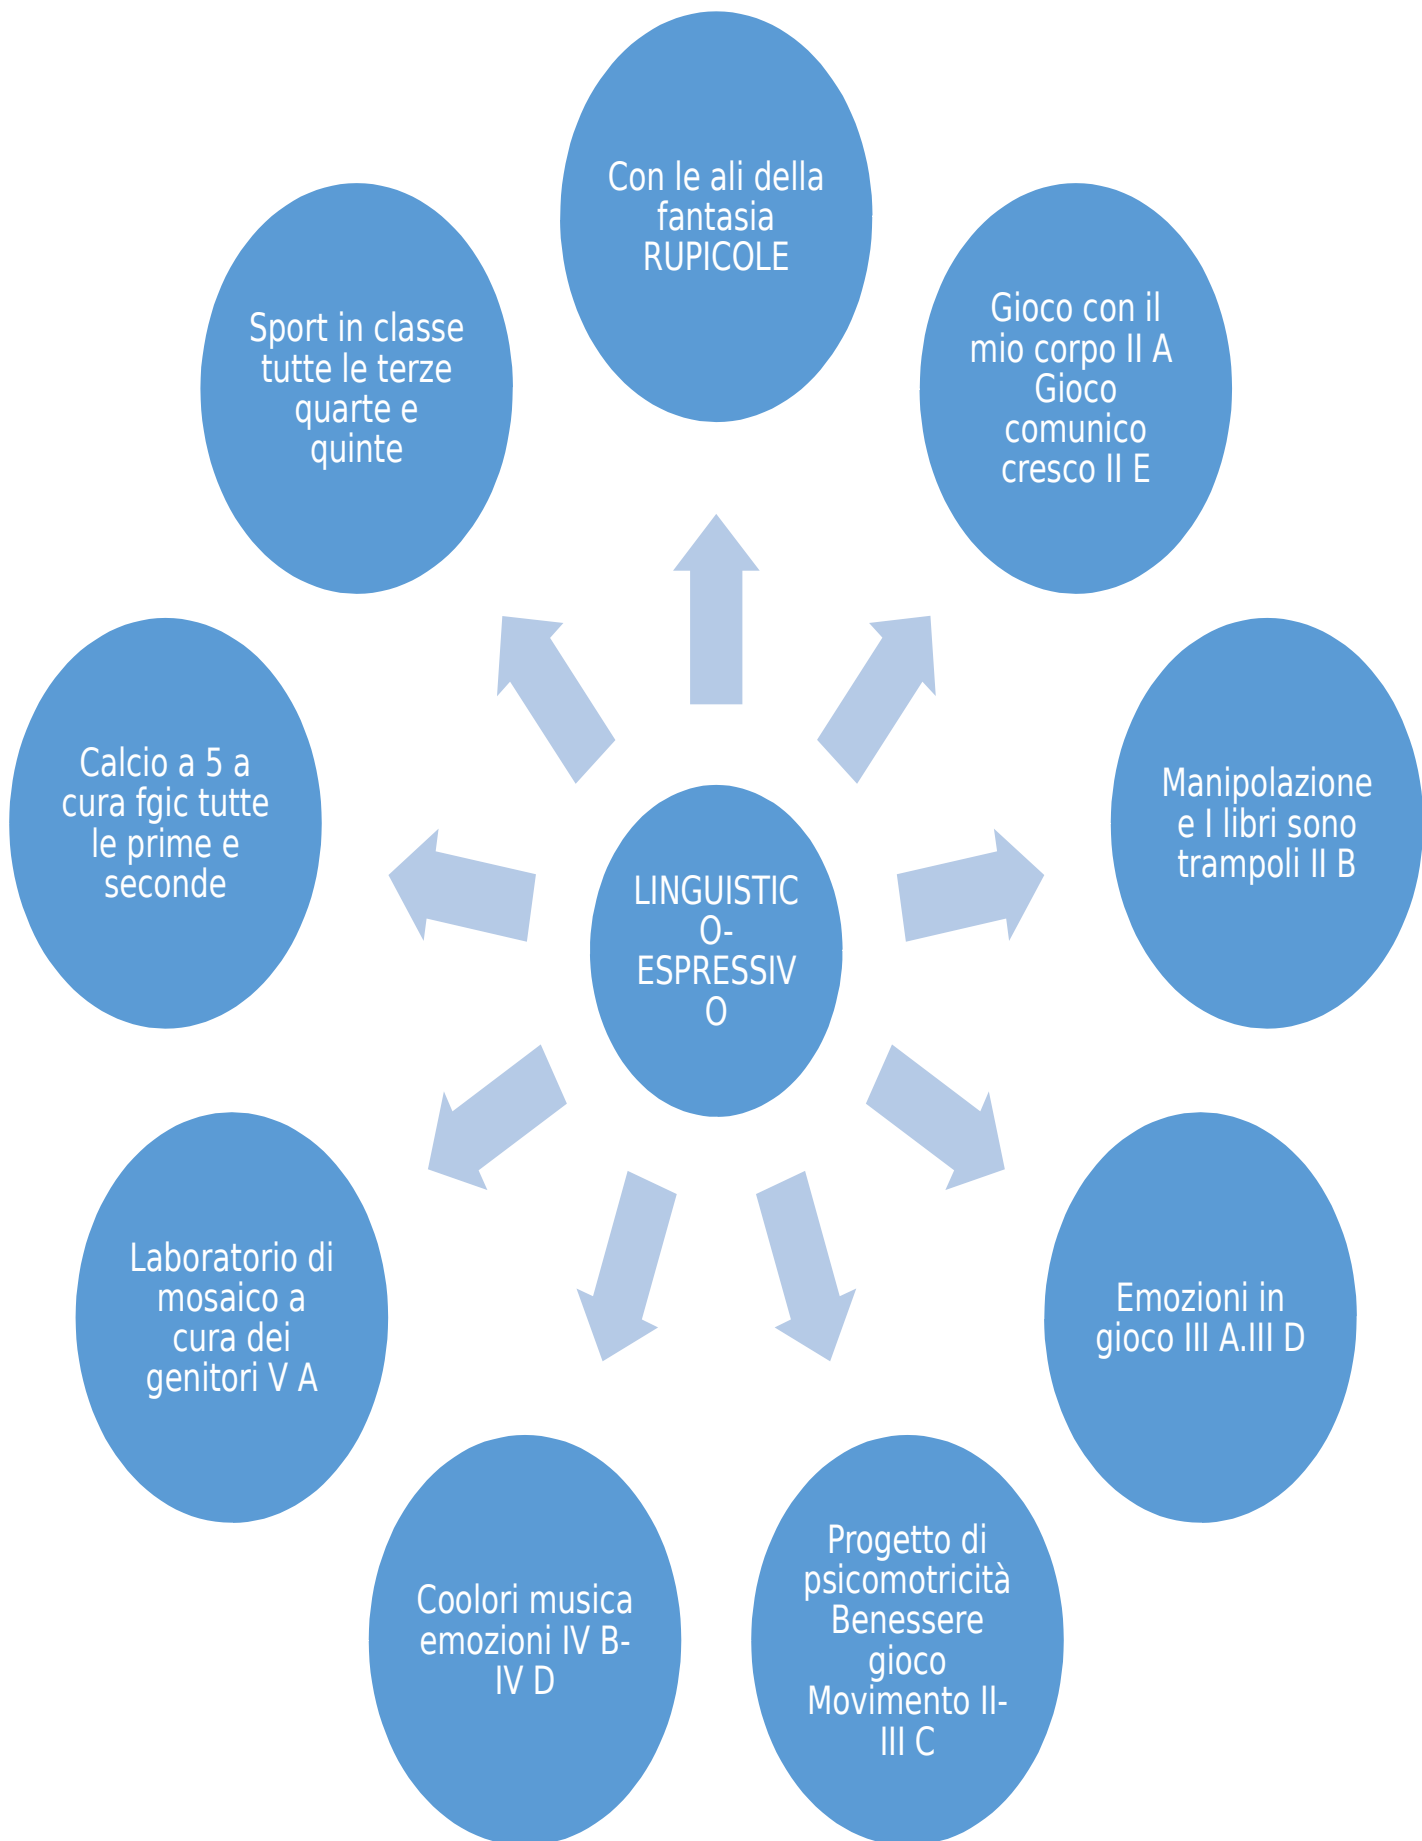 Con le ali della
fantasia
RUPICOLE
Gioco con il
mio corpo II A
Gioco
comunico
cresco II E
Manipolazione
e I libri sono
trampoli II B
Emozioni in
gioco III A.III D
Progetto di
psicomotricità
Benessere
gioco
Movimento II-
III C
Coolori musica
emozioni IV B-
IV D
Laboratorio di
mosaico a
cura dei
genitori V A
Calcio a 5 a
cura fgic tutte
le prime e
seconde
Sport in classe
tutte le terze
quarte e
quinte
LINGUISTIC
O-
ESPRESSIV
O